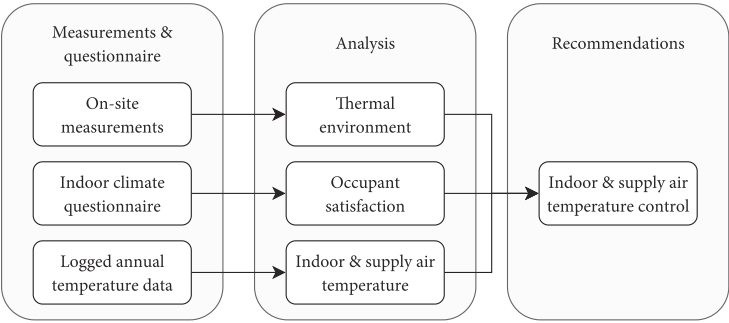 Measurements &
questionnaire
On-site
measurements
Indoor climate
questionnaire
Logged annual
temperature data
Analysis
Thermal
environment
Occupant
satisfaction
Indoor & supply air
temperature
Recommendations
Indoor & supply air
temperature control